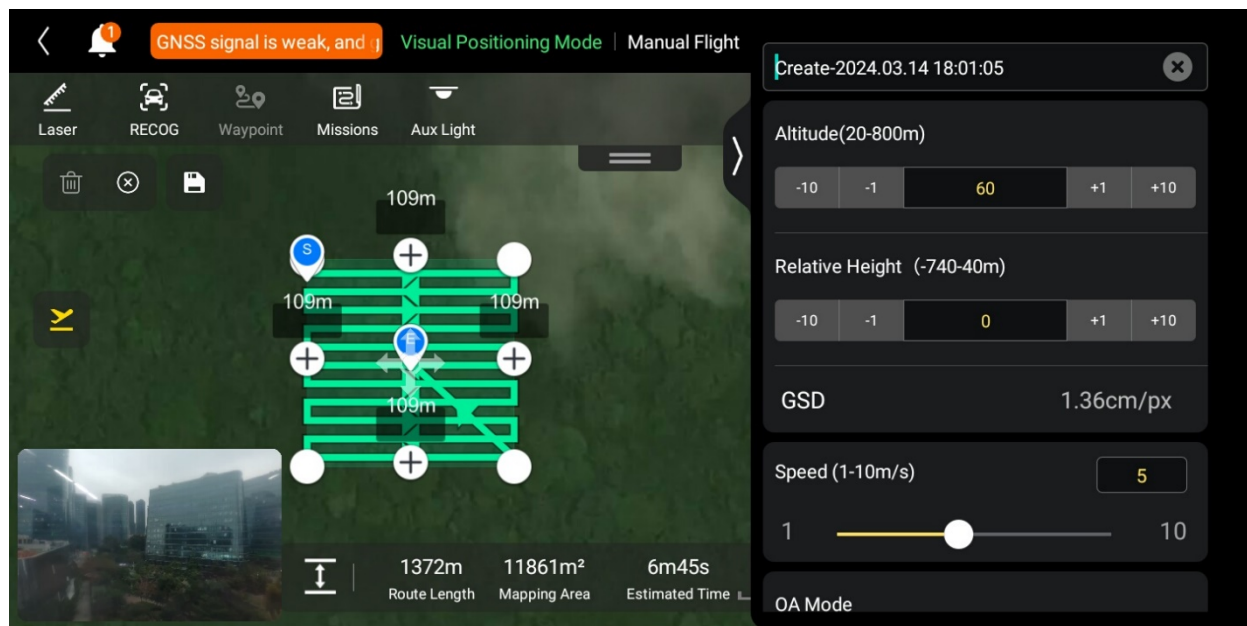 1
GNSS signal is weak, and g
Visual Positioning Mode | Manual Flight
Laser
RECOG
Waypoint
Missions
Aux Light
109m
S
109m
109m
E
109m
1372m
Route Length
11861m²
Mapping Area
6m45s
Estimated Time
Create-2024.03.14 18:01:05
Altitude(20-800m)
-10 -1 60 +1 +10
Relative Height (-740-40m)
-10 -1 0 +1 +10
GSD 1.36cm/px
Speed (1-10m/s) 5
1 10
OA Mode